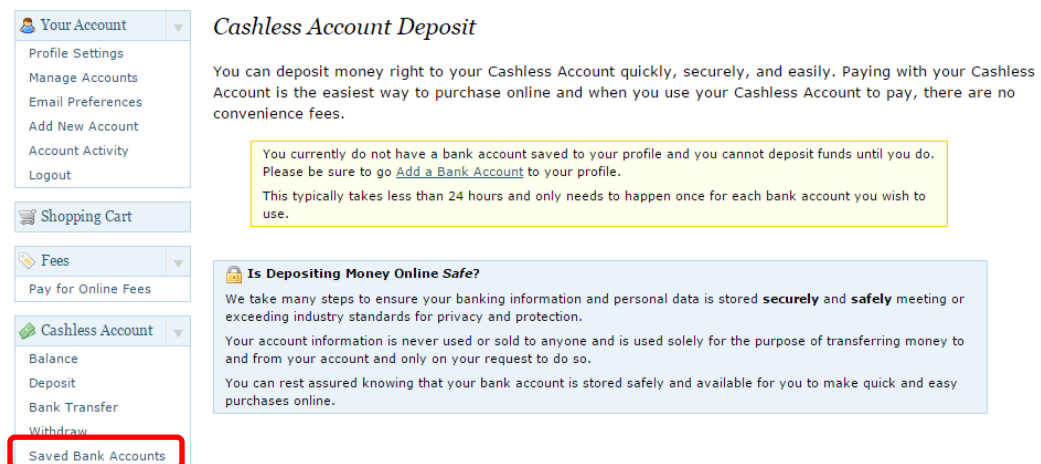 Your Account
Profile Settings
Manage Accounts
Email Preferences
Add New Account
Account Activity
Logout
Shopping Cart
Fees
Pay for Online Fees
Cashless Account
Balance
Deposit
Bank Transfer
Withdraw
Saved Bank Accounts
Cashless Account Deposit
You can deposit money right to your Cashless Account quickly, securely, and easily. Paying with your Cashless
Account is the easiest way to purchase online and when you use your Cashless Account to pay, there are no
convenience fees.
You currently do not have a bank account saved to your profile and you cannot deposit funds until you do.
Please be sure to go Add a Bank Account to your profile.
This typically takes less than 24 hours and only needs to happen once for each bank account you wish to
use.
Is Depositing Money Online Safe?
We take many steps to ensure your banking information and personal data is stored securely and safely meeting or
exceeding industry standards for privacy and protection.
Your account information is never used or sold to anyone and is used solely for the purpose of transferring money to
and from your account and only on your request to do so.
You can rest assured knowing that your bank account is stored safely and available for you to make quick and easy
purchases online.